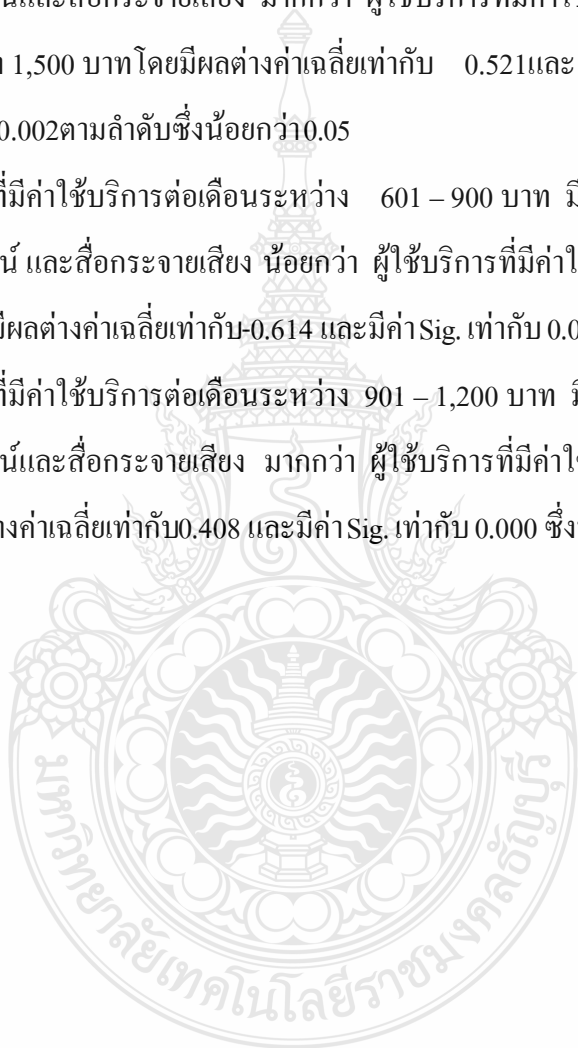 และสื่อกระจายเสียง มากกว่า ผู้ใช้บริการที่มีค่าใช้
1,500 บาทโดยมีผลต่างค่าเฉลี่ยเท่ากับ 0.521และ
0.002ตามลำดับซึ่งน้อยกว่า0.05
ที่มีค่าใช้บริการต่อเดือนระหว่าง 601 – 900 บาท
และสื่อกระจายเสียง น้อยกว่า ผู้ใช้บริการที่มีค่าใ
มีผลต่างค่าเฉลี่ยเท่ากับ-0.614 และมีค่าSig. เท่ากับ 0.0
ที่มีค่าใช้บริการต่อเดือนระหว่าง 901 – 1,200 บาท
น์และสื่อกระจายเสียง มากกว่า ผู้ใช้บริการที่มีค่าใช
างค่าเฉลี่ยเท่ากับ0.408 และมีค่าSig. เท่ากับ 0.000 ซึ่ง
มหาวิทยาลัยเทคโนโลยีราชมงคลธัญบุรี